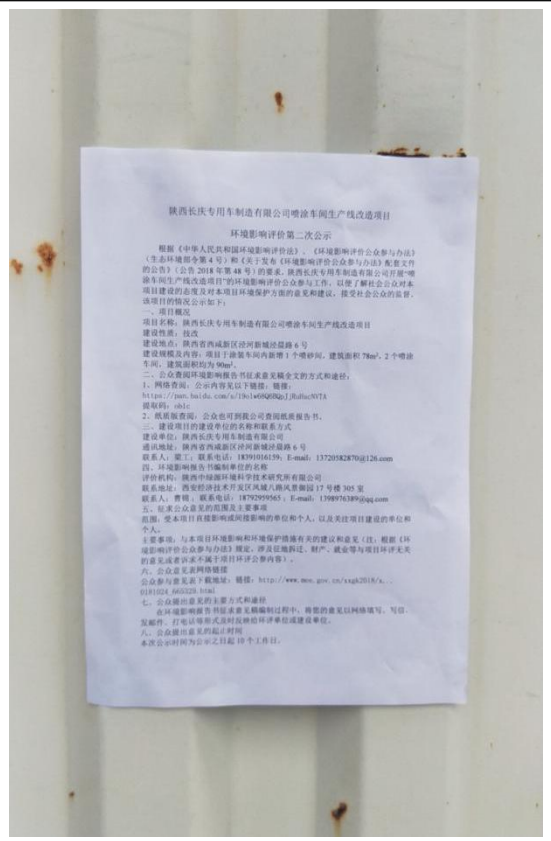 陕西长庆专用车制造有限公司喷涂车间生产线改造项目
环境影响评价第二次公示
根据《中华人民共和国环境影响评价法》、《环境影响评价公众参与办法》
（生态环境部令第4号）和《关于发布《环境影响评价公众参与办法》配套文件
的公告》（公告2018年第48号）的要求，陕西长庆专用车制造有限公司开展“喷
涂车间生产线改造项目”的环境影响评价公众参与工作，以便了解社会公众对本
项目建设的态度及对本项目环境保护方面的意见和建议，接受社会公众的监督。
该项目的情况公示如下：
一、项目概况
项目名称：陕西长庆专用车制造有限公司喷涂车间生产线改造项目
建设性质：技改
建设地点：陕西省西咸新区泾河新城泾晨路6号
建设规模及内容：项目于涂装车间内新增1个喷砂间，建筑面积78m²，2个喷涂
车间，建筑面积均为90m²。
二、公众查阅环境影响报告书征求意见稿全文的方式和途径：
1、网络查阅，公示内容见以下链接，链接：
提取码：oblc
2、纸质版查阅：公众也可到我公司查阅纸质报告书。
三、建设项目的建设单位的名称和联系方式
建设单位：陕西长庆专用车制造有限公司
通讯地址：陕西省西咸新区泾河新城泾晨路6号
联系人：梁工；联系电话：18391016159；E-mail：13720582870@126.com
四、环境影响报告书编制单位的名称
评价机构：陕西中绿源环境科学技术研究所有限公司
联系地址：西安经济技术开发区凤城八路风景御园17号楼305室
联系人：曹镜；联系电话：18792959565；E-mail：1398976389@qq.com
五、征求公众意见的范围及主要事项
范围：受本项目直接影响或间接影响的单位和个人，以及关注项目建设的单位和
个人。
主要事项：与本项目环境影响和环境保护措施有关的建议和意见（注：根据《环
境影响评价公众参与办法》规定，涉及征地拆迁、财产、就业等与项目环评无关
的意见或者诉求不属于项目环评公参内容）。
六、公众意见表网络链接
公众参与意见表下载地址：链接：http://www.mee.gov.cn/xxgk2018/x...
0181024_665329.html
七、公众提出意见的主要方式和途径
在环境影响报告书征求意见稿编制过程中，将您的意见以网络填写、写信、
发邮件、打电话等形式及时反映给环评单位或建设单位。
八、公众提出意见的起止时间
本次公示时间为公示之日起10个工作日。